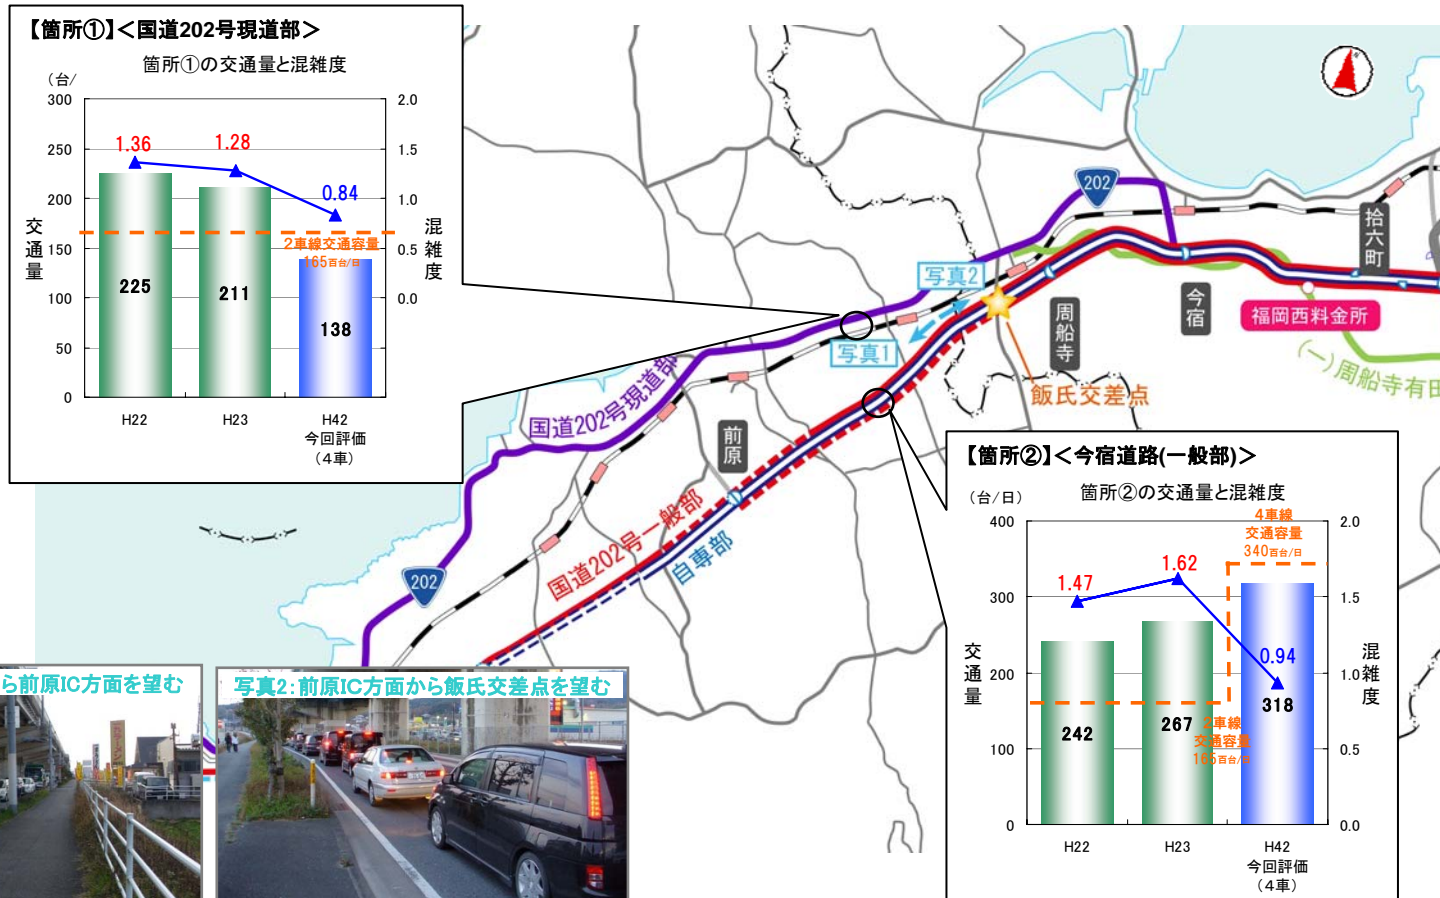 【箇所①】＜国道202号現道部＞
箇所①の交通量と混雑度
（台/
300
250
200
150
100
50
0
2.0
1.5
1.0
0.5
0.0
交通量
混雑度
1.36
1.28
0.84
2車線交通容量
165百台/日
225
211
138
H22
H23
H42
今回評価
（4車）
202
写真2
写真1
拾六町
今宿
周船寺
福岡西料金所
(一)周船寺有田
飯氏交差点
国道202号現道部
前原
国道202号一般部
自専部
202
【箇所②】＜今宿道路(一般部)＞
（台/日）
箇所②の交通量と混雑度
400
300
200
100
0
2.0
1.5
1.0
0.5
0.0
交通量
混雑度
4車線
交通容量
340百台/日
1.47
1.62
0.94
242
267
318
2車線
交通容量
165百台/日
H22
H23
H42
今回評価
（4車）
ら前原IC方面を望む
写真2：前原IC方面から飯氏交差点を望む